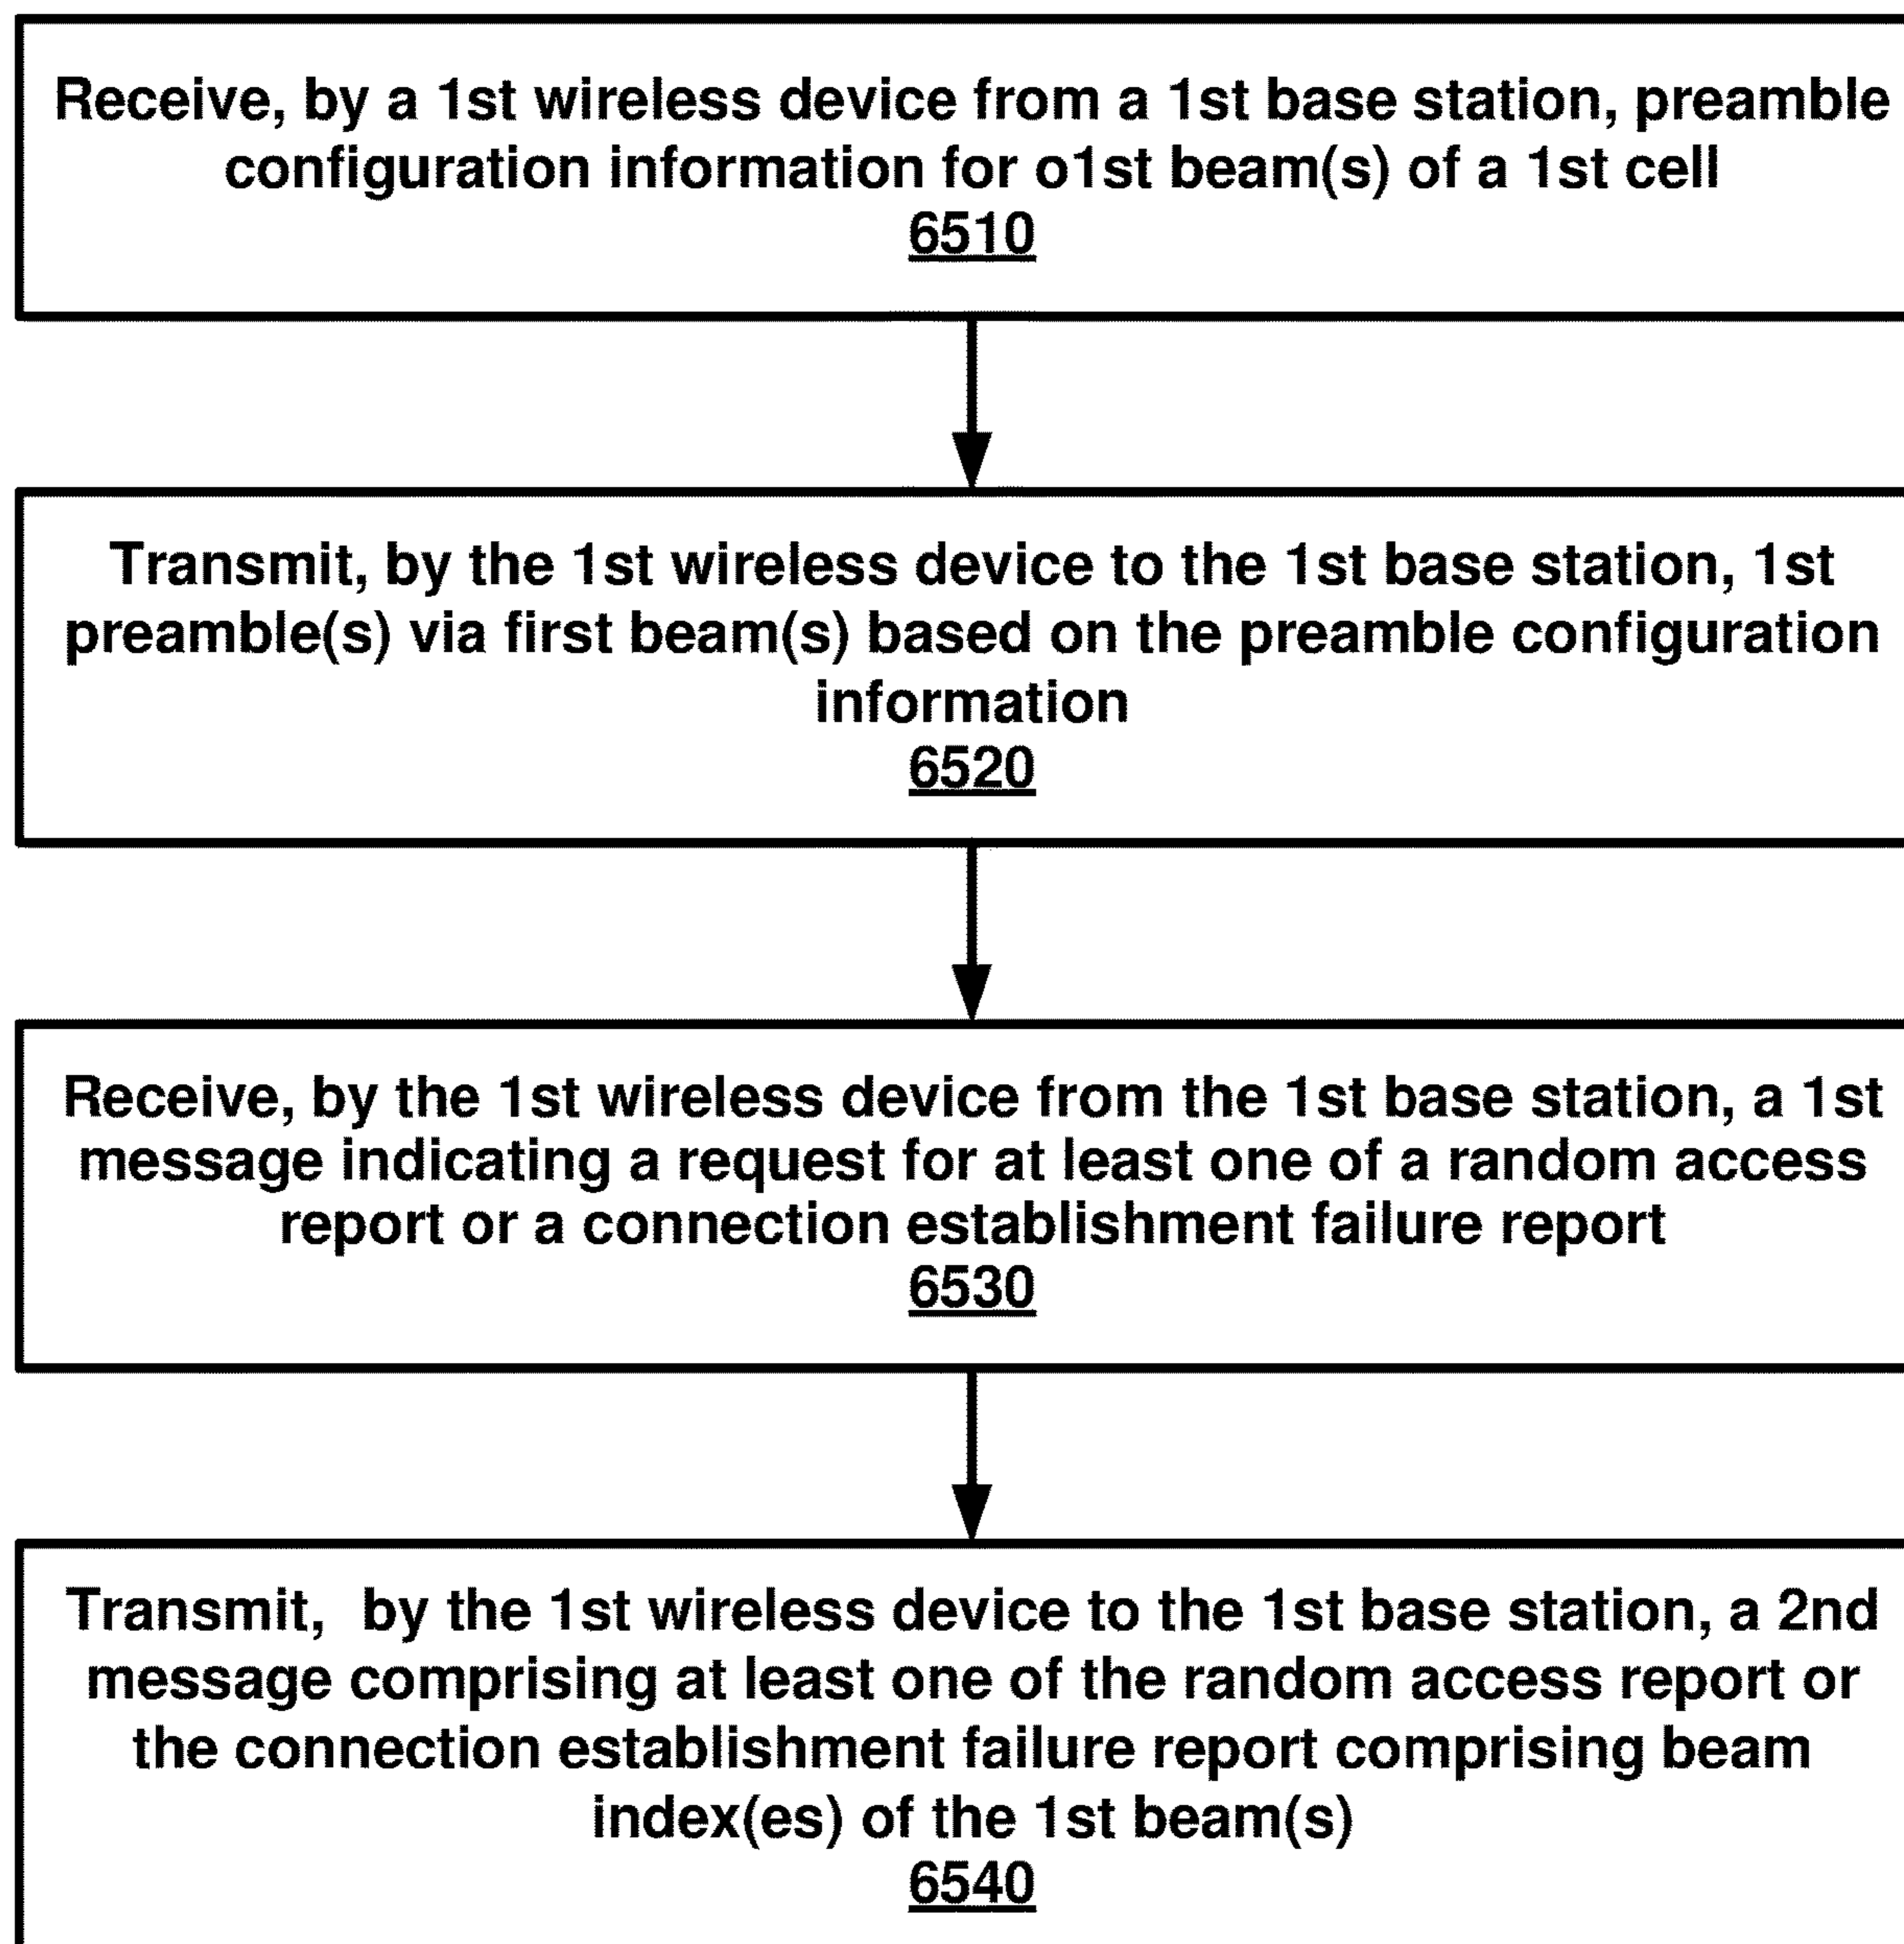 Receive, by a 1st wireless device from a 1st base station, preamble
configuration information for o1st beam(s) of a 1st cell
6510
Transmit, by the 1st wireless device to the 1st base station, 1st
preamble(s) via first beam(s) based on the preamble configuration
information
6520
Receive, by the 1st wireless device from the 1st base station, a 1st
message indicating a request for at least one of a random access
report or a connection establishment failure report
6530
Transmit,  by the 1st wireless device to the 1st base station, a 2nd
message comprising at least one of the random access report or
the connection establishment failure report comprising beam
index(es) of the 1st beam(s)
6540